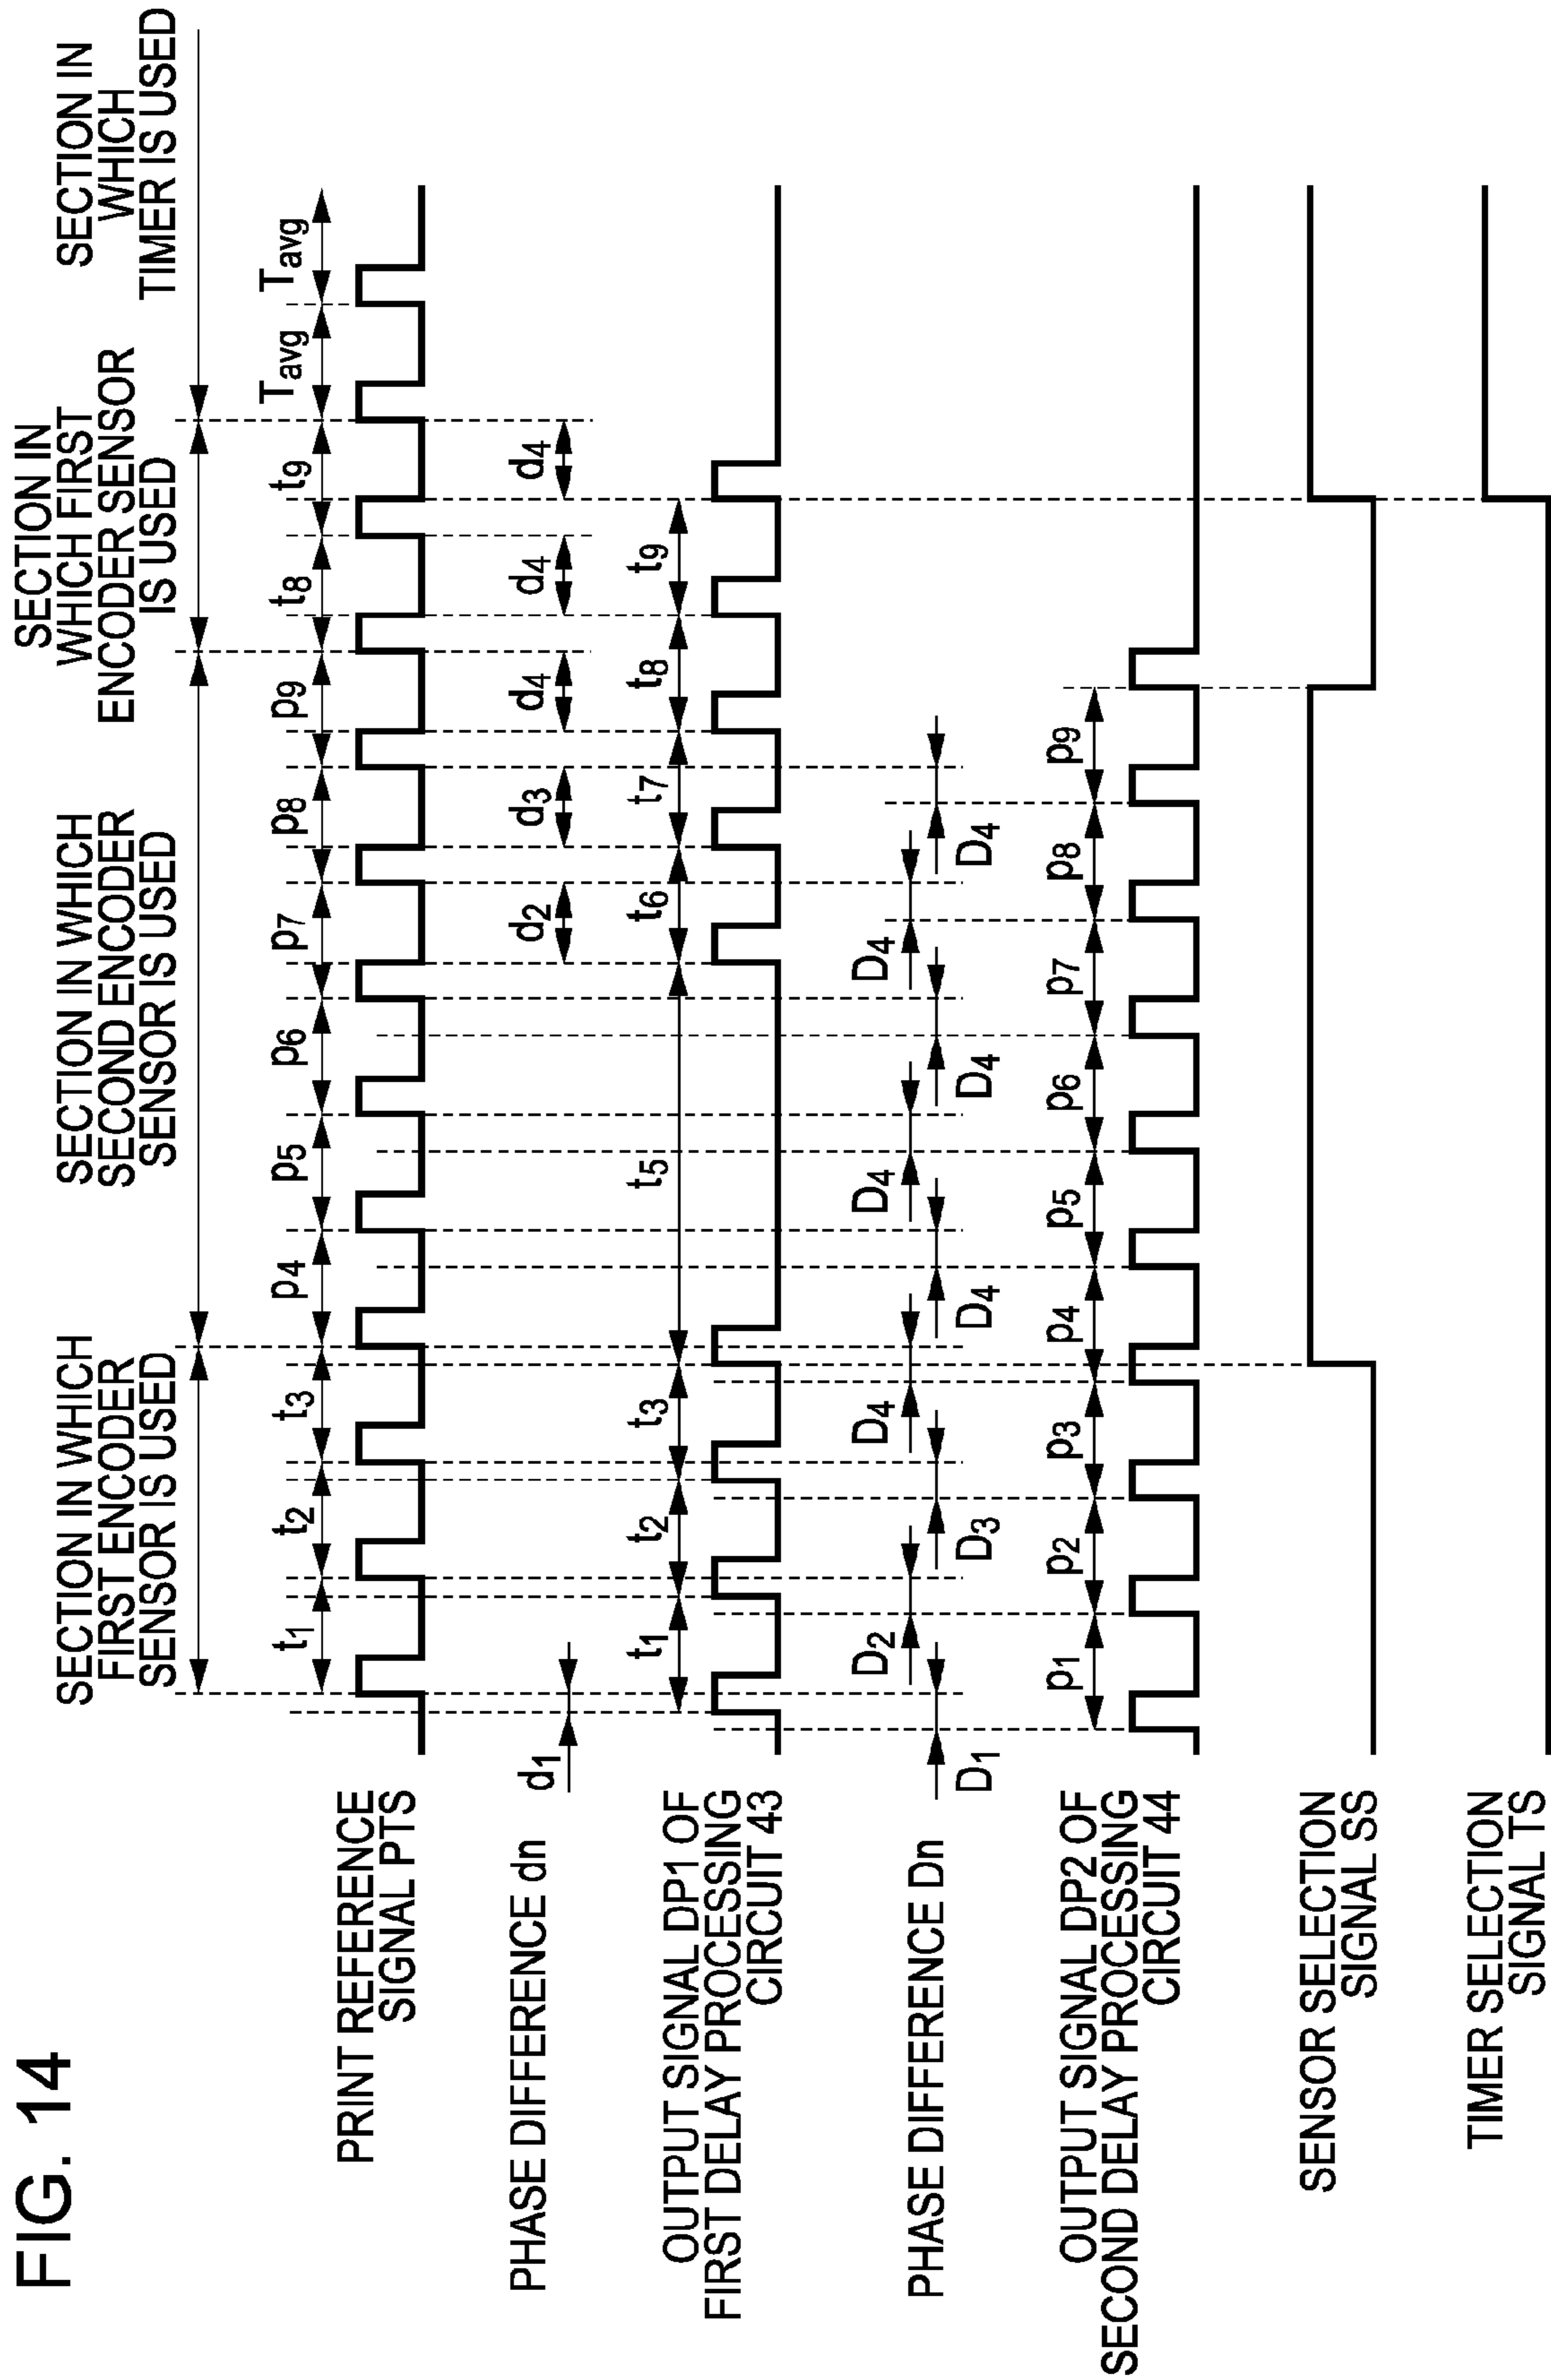 FIG. 14
SECTION IN WHICH
FIRST ENCODER
SENSOR IS USED
SECTION IN WHICH
SECOND ENCODER
SENSOR IS USED
SECTION IN
WHICH FIRST
ENCODER SENSOR
IS USED
SECTION IN
WHICH
TIMER IS USED
PRINT REFERENCE
SIGNAL PTS
t1 t2 t3 p4 p5 p6 p7 p8 p9 t8 t9 Tavg Tavg
PHASE DIFFERENCE dn
d1 d2 d3 d4 d4 d4
OUTPUT SIGNAL DP1 OF
FIRST DELAY PROCESSING
CIRCUIT 43
t1 t2 t3 t5 t6 t7 t8 t9
PHASE DIFFERENCE Dn
D1 D2 D3 D4 D4 D4 D4 D4 D4
OUTPUT SIGNAL DP2 OF
SECOND DELAY PROCESSING
CIRCUIT 44
p1 p2 p3 p4 p5 p6 p7 p8 p9
SENSOR SELECTION
SIGNAL SS
TIMER SELECTION
SIGNAL TS